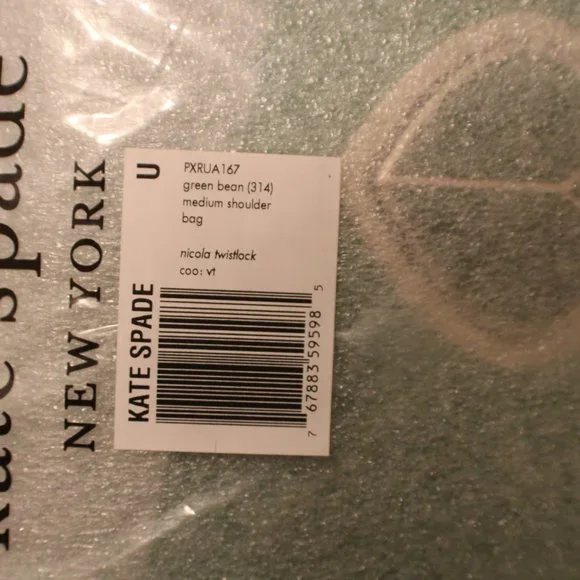 kate spade
NEW YORK
U
PXRUA167
green bean (314)
medium shoulder
bag
nicola twistlock
coo: vt
KATE SPADE
7 67883 59598 5